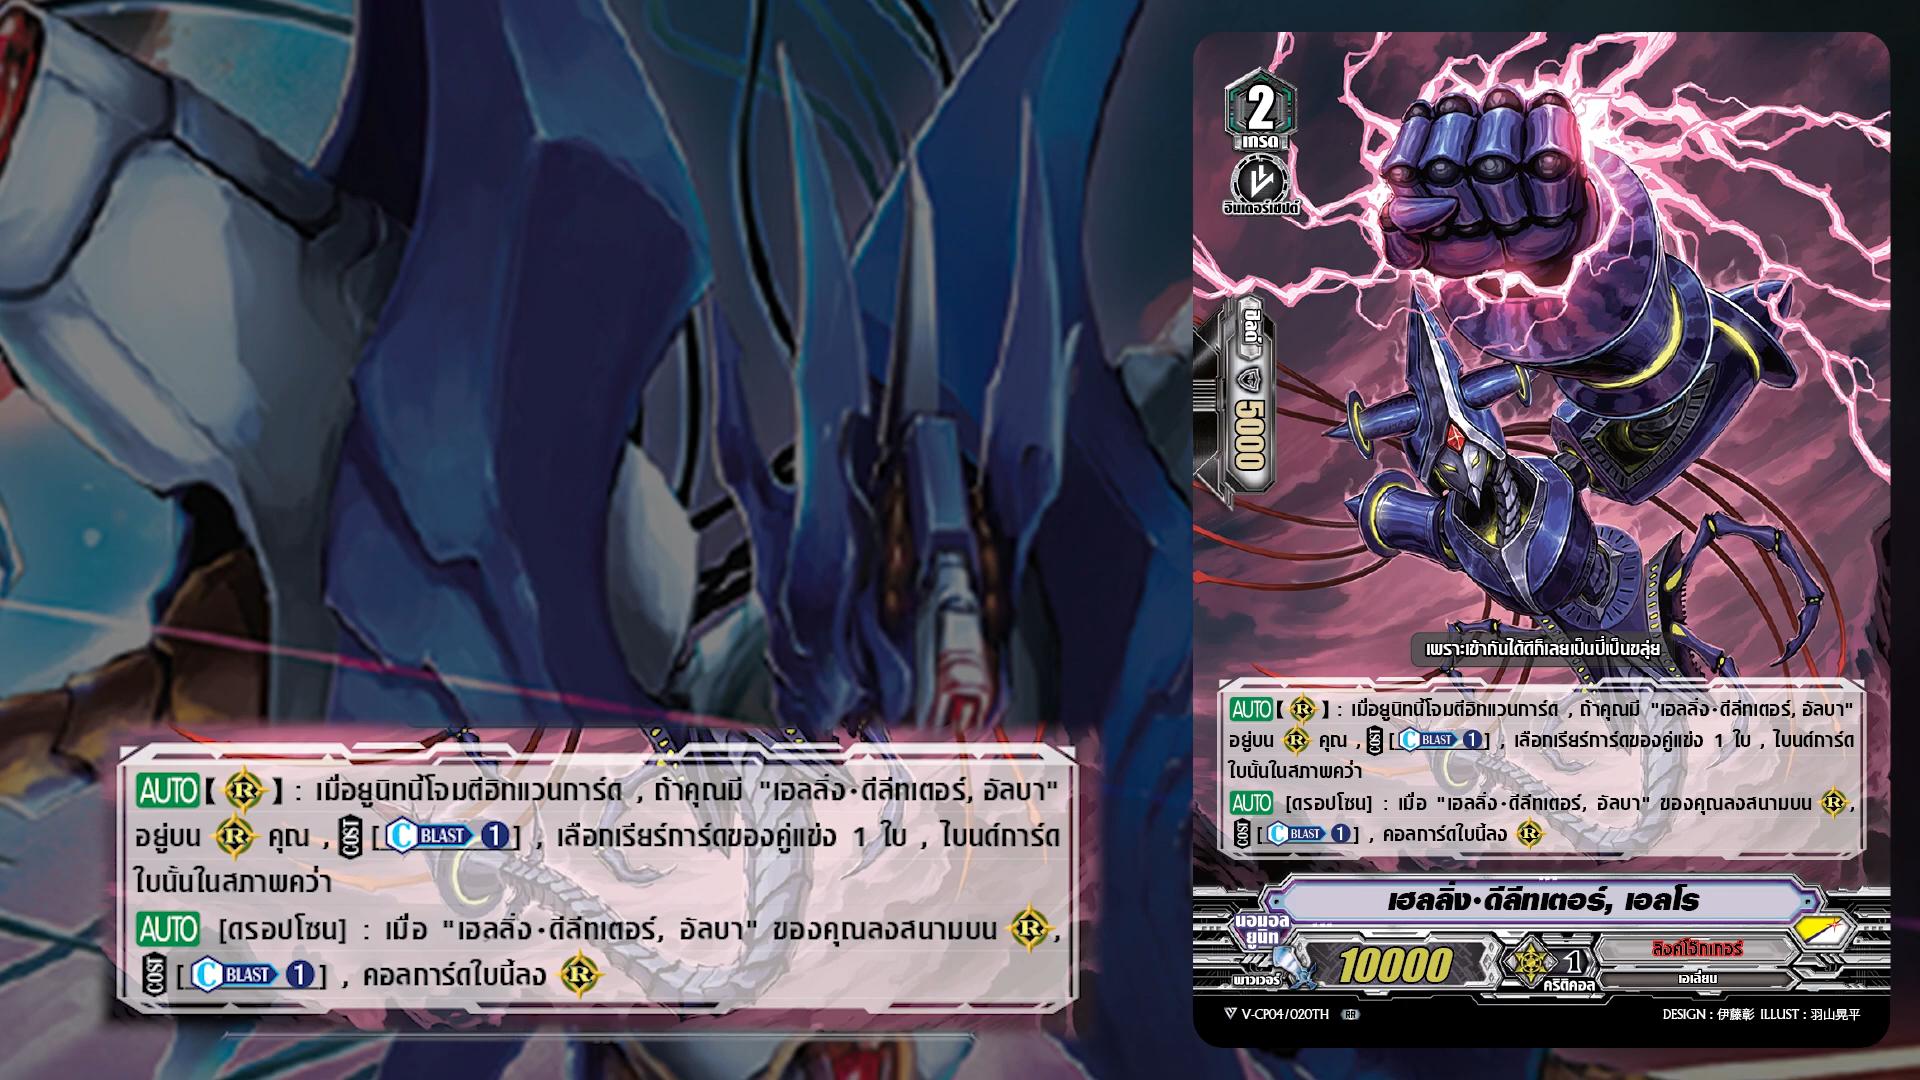 AUTO【 R 】 : เมื่อยูนิทนี้โจมตีฮิทแวนการ์ด , ถ้าคุณมี "เฮลลิ่ง·ดีลีทเตอร์, อัลบา"
อยู่บน R คุณ , COST [ C BLAST 1 ] , เลือกเรียร์การ์ดของคู่แข่ง 1 ใบ , ไบนด์การ์ด
ใบนั้นในสภาพคว่ำ
AUTO [ดรอปโซน] : เมื่อ "เฮลลิ่ง·ดีลีทเตอร์, อัลบา" ของคุณลงสนามบน R ,
COST [ C BLAST 1 ] , คอลการ์ดใบนี้ลง R
2
เกรด
อินเตอร์เซปต์
ชิลด์
5000
เพราะเข้ากันได้ดีก็เลยเป็นปี่เป็นขลุ่ย
AUTO【 R 】 : เมื่อยูนิทนี้โจมตีฮิทแวนการ์ด , ถ้าคุณมี "เฮลลิ่ง·ดีลีทเตอร์, อัลบา"
อยู่บน R คุณ , COST [ C BLAST 1 ] , เลือกเรียร์การ์ดของคู่แข่ง 1 ใบ , ไบนด์การ์ด
ใบนั้นในสภาพคว่ำ
AUTO [ดรอปโซน] : เมื่อ "เฮลลิ่ง·ดีลีทเตอร์, อัลบา" ของคุณลงสนามบน R ,
COST [ C BLAST 1 ] , คอลการ์ดใบนี้ลง R
เฮลลิ่ง·ดีลีทเตอร์, เอลโร
นอมอล
ยูนิท
พาวเวอร์
10000
1
คริติคอล
ลิงค์โจ๊กเกอร์
เอเลี่ยน
V-CP04/020TH RR
DESIGN : 伊藤彰 ILLUST : 羽山晃平